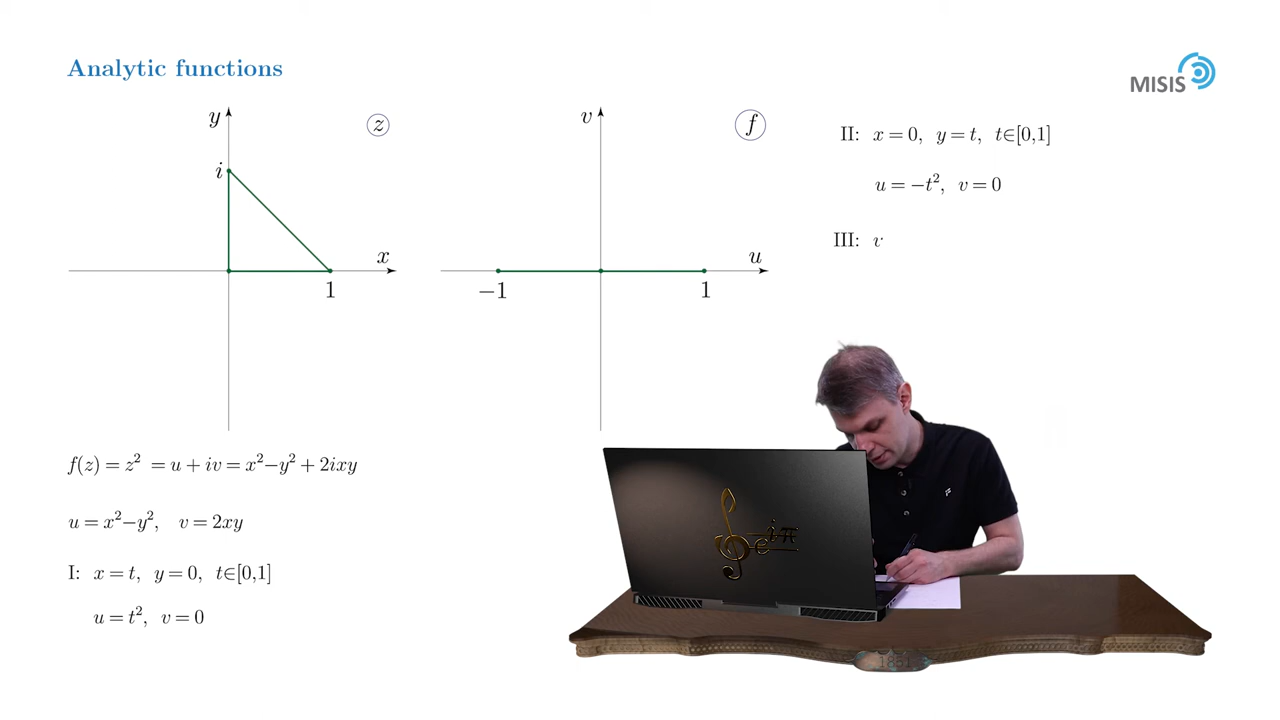 Analytic functions
MISIS
y
z
i
x
1
v
f
u
−1
1
II: x = 0, y = t, t∈[0,1]
u = −t², v = 0
III: v
f(z) = z² = u + iv = x²−y² + 2ixy
u = x²−y², v = 2xy
I: x = t, y = 0, t∈[0,1]
u = t², v = 0
e^{iπ}